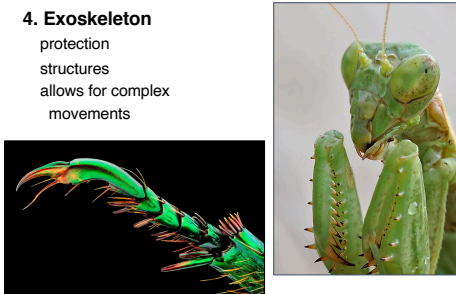 4. Exoskeleton
protection
structures
allows for complex
movements